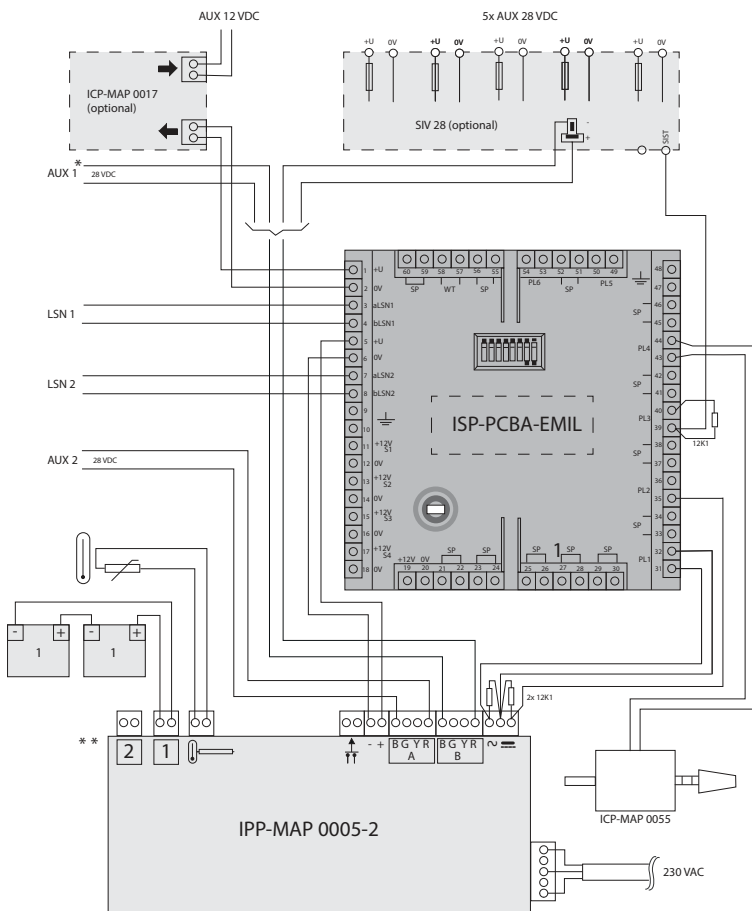 AUX 12 VDC
5x AUX 28 VDC
+U 0V +U 0V +U 0V +U 0V +U 0V
ICP-MAP 0017
(optional)
SIV 28 (optional)
-
+
SIST
*
AUX 1 28 VDC
60 59 58 57 56 55 54 53 52 51 50 49
SP WT SP PL6 SP PL5
1 +U
2 0V
3 aLSN1
4 bLSN1
5 +U
6 0V
7 aLSN2
8 bLSN2
9
10
11 +12V S1
12 0V
13 +12V S2
14 0V
15 +12V S3
16 0V
17 +12V S4
18 0V
LSN 1
LSN 2
AUX 2 28 VDC
ISP-PCBA-EMIL
48
47
46
SP
45
44
PL4
43
42
SP
41
40
PL3
39
38
SP
37
36
PL2
35
34
SP
33
32
PL1
31
12K1
1
+12V 0V SP SP SP SP SP
19 20 21 22 23 24 25 26 27 28 29 30
- + - +
1 1
2x 12K1
* *
2 1
- + B G Y R B G Y R
A B
IPP-MAP 0005-2
ICP-MAP 0055
230 VAC